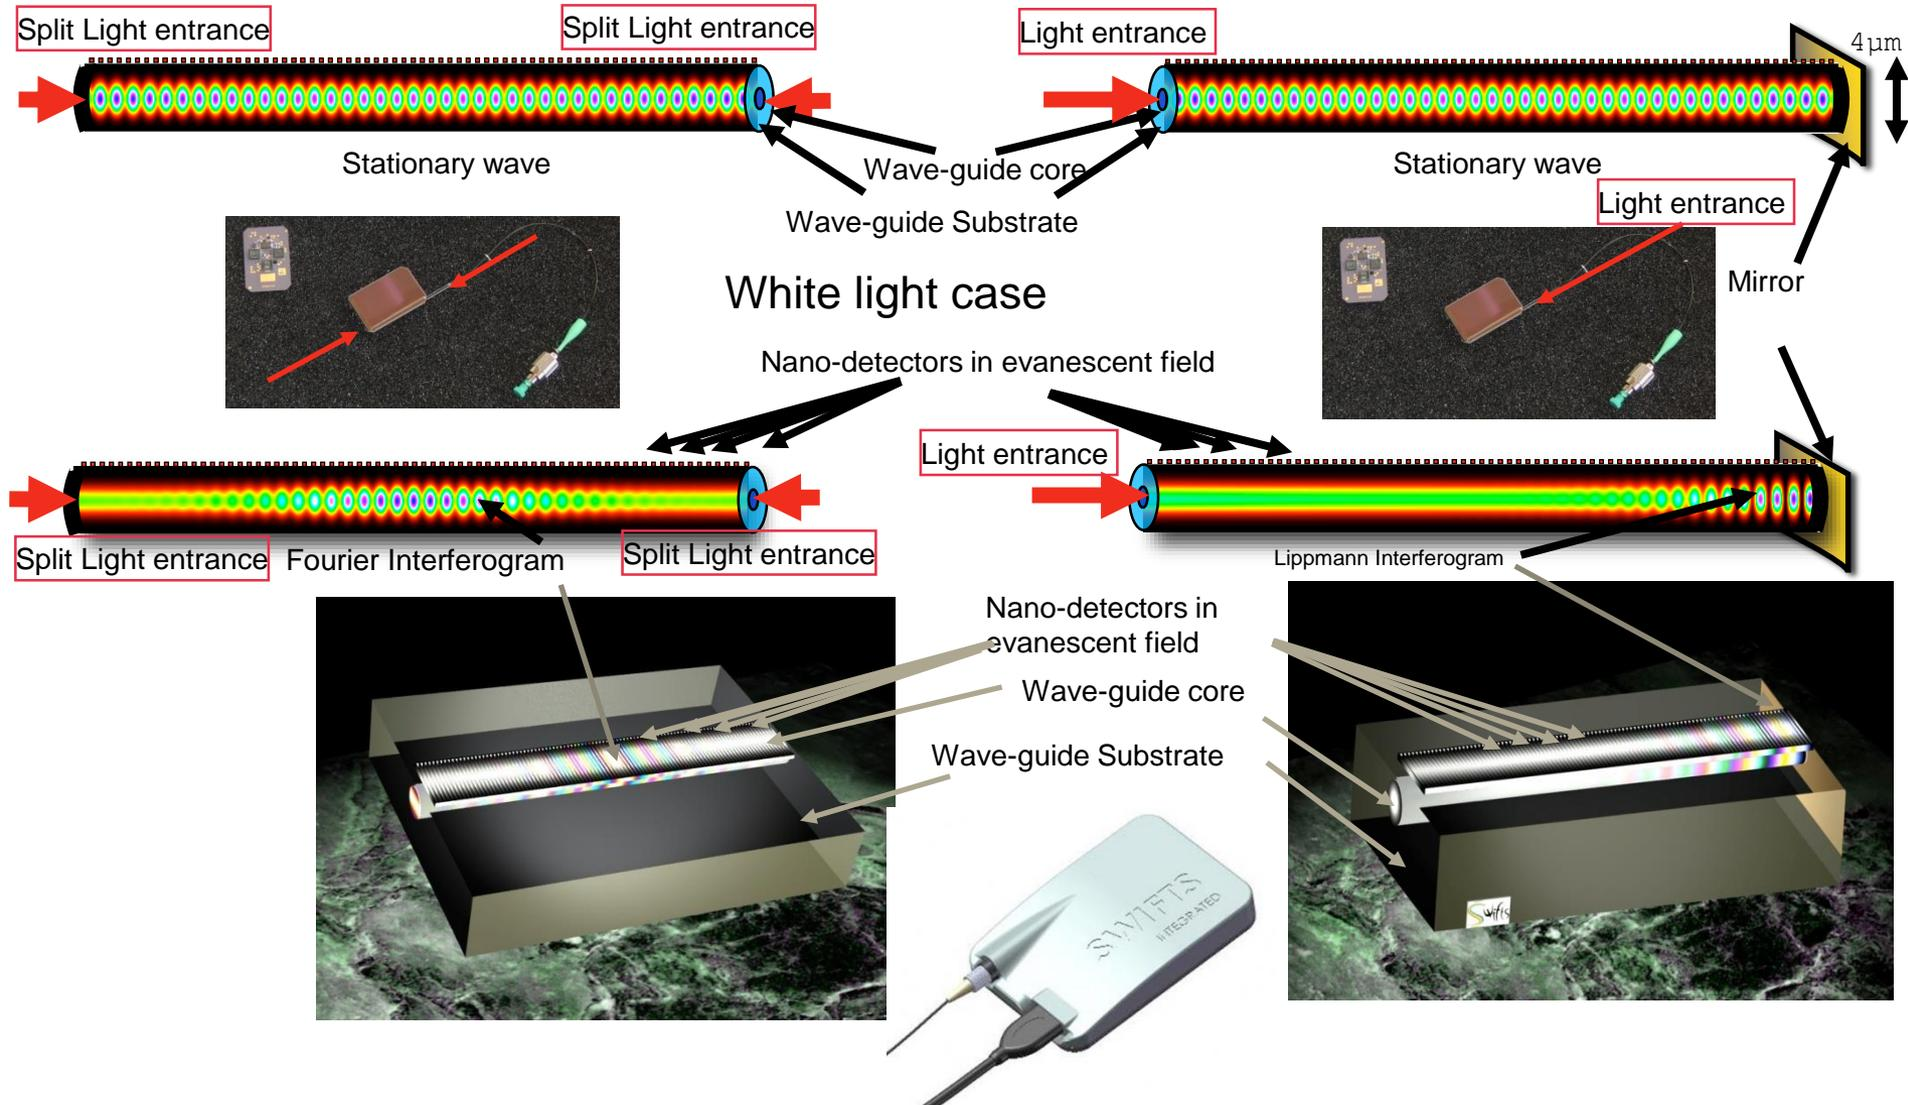 Split Light entrance
Split Light entrance
Light entrance
4µm
Stationary wave
Wave-guide core
Stationary wave
Light entrance
Wave-guide Substrate
White light case
Mirror
Nano-detectors in evanescent field
Light entrance
Split Light entrance
Fourier Interferogram
Split Light entrance
Lippmann Interferogram
Nano-detectors in
evanescent field
Wave-guide core
Wave-guide Substrate
SWIFTS
INTEGRATED
Swifts